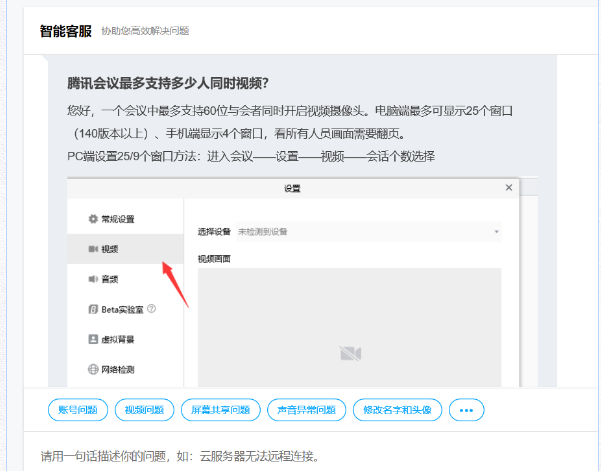 智能客服 协助您高效解决问题
腾讯会议最多支持多少人同时视频?
您好，一个会议中最多支持60位与会者同时开启视频摄像头。电脑端最多可显示25个窗口
（140版本以上）、手机端显示4个窗口，看所有人员画面需要翻页。
PC端设置25/9个窗口方法：进入会议——设置——视频——会话个数选择
设置
常规设置
选择设备 未检测到设备
视频
视频画面
音频
Beta实验室
虚拟背景
网络检测
账号问题 视频问题 屏幕共享问题 声音异常问题 修改名字和头像 •••
请用一句话描述你的问题，如：云服务器无法远程连接。